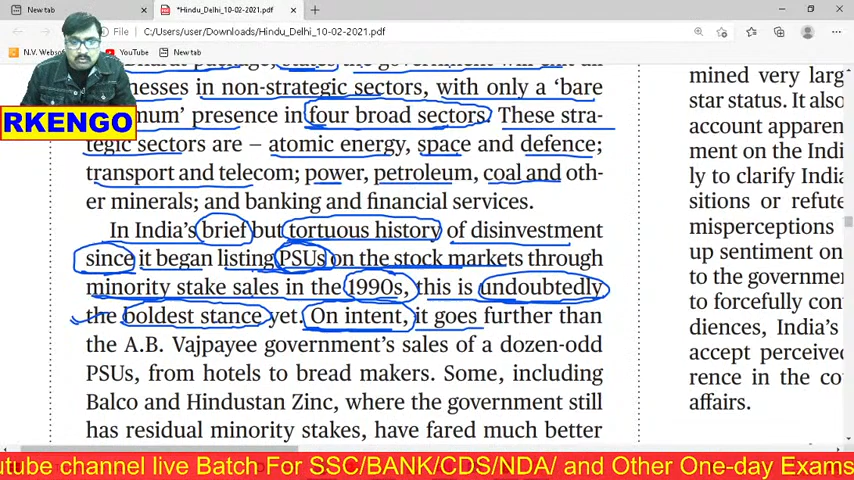 New tab
*Hindu_Delhi_10-02-2021.pdf
File
C:/Users/user/Downloads/Hindu_Delhi_10-02-2021.pdf
N.V. Webso
YouTube
New tab
RKENGO
nesses in non-strategic sectors, with only a ‘bare
mum’ presence in four broad sectors. These stra-
tegic sectors are – atomic energy, space and defence;
transport and telecom; power, petroleum, coal and oth-
er minerals; and banking and financial services.
In India’s brief but tortuous history of disinvestment
since it began listing PSUs on the stock markets through
minority stake sales in the 1990s, this is undoubtedly
the boldest stance yet. On intent, it goes further than
the A.B. Vajpayee government’s sales of a dozen-odd
PSUs, from hotels to bread makers. Some, including
Balco and Hindustan Zinc, where the government still
has residual minority stakes, have fared much better
mined very larg
star status. It also
account apparen
ment on the Indi
ly to clarify India
sitions or refute
misperceptions
up sentiment on
to the governme
to forcefully con
diences, India’s
accept perceived
rence in the co
affairs.
utube channel live Batch For SSC/BANK/CDS/NDA/ and Other One-day Exams